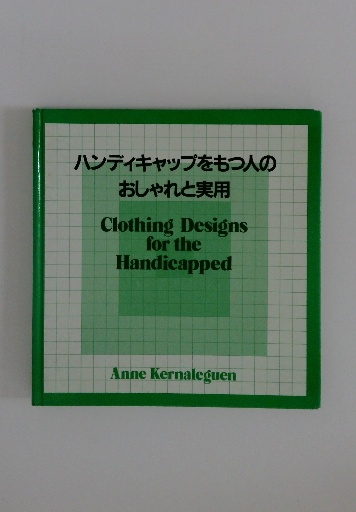 ハンディキャップをもつ人の
おしゃれと実用
Clothing Designs
for the
Handicapped
Anne Kernaleguen